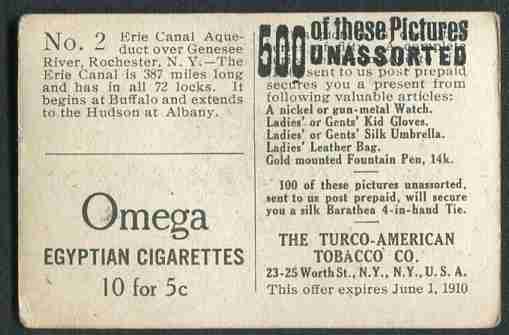 No. 2 Erie Canal Aque-
duct over Genesee
River, Rochester, N. Y.—The
Erie Canal is 387 miles long
and has in all 72 locks. It
begins at Buffalo and extends
to the Hudson at Albany.
Omega
EGYPTIAN CIGARETTES
10 for 5c
500 of these Pictures
UNASSORTED
sent to us post prepaid
secures you a present from
following valuable articles:
A nickel or gun-metal Watch.
Ladies' or Gents' Kid Gloves.
Ladies' or Gents' Silk Umbrella.
Ladies' Leather Bag.
Gold mounted Fountain Pen, 14k.
100 of these pictures unassorted,
sent to us post prepaid, will secure
you a silk Barathea 4-in-hand Tie.
THE TURCO-AMERICAN
TOBACCO CO.
23-25 Worth St., N.Y., N.Y., U. S. A.
This offer expires June 1, 1910